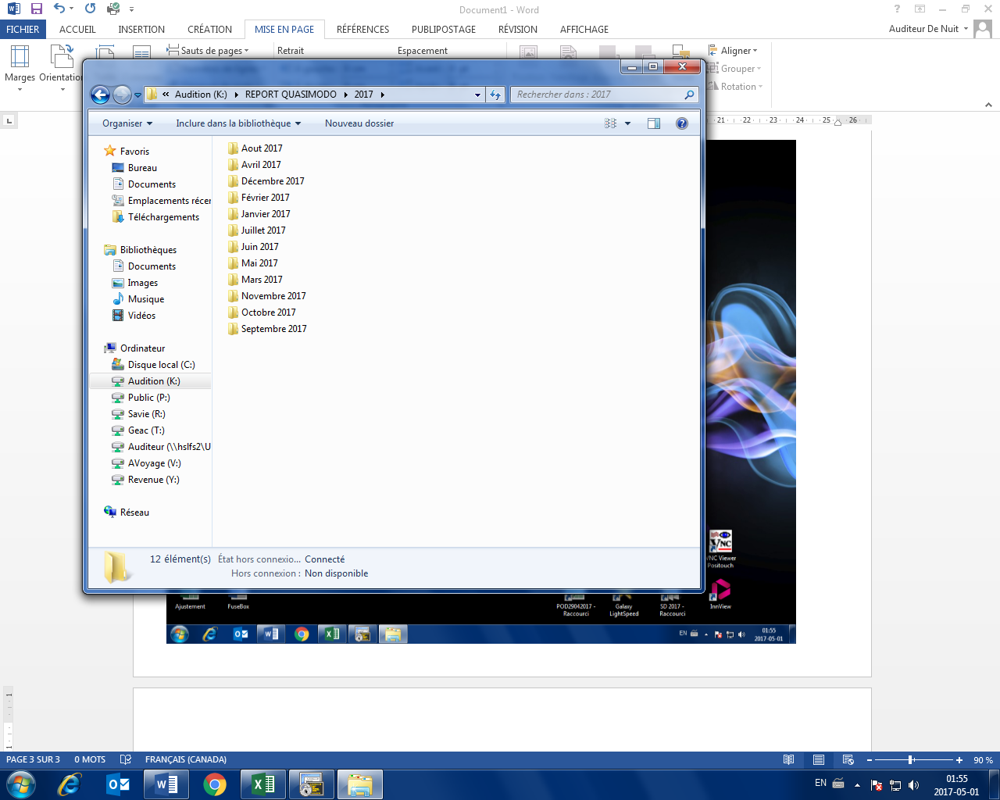 Document1 - Word
FICHIER ACCUEIL INSERTION CRÉATION MISE EN PAGE RÉFÉRENCES PUBLIPOSTAGE RÉVISION AFFICHAGE Auditeur De Nuit
Sauts de pages Retrait Espacement Aligner
Marges Orientation Grouper
Rotation
« Audition (K:) REPORT QUASIMODO 2017 Rechercher dans : 2017
Organiser Inclure dans la bibliothèque Nouveau dossier
21 22 23 24 25 26
Favoris
Bureau
Documents
Emplacements récer
Téléchargements
Bibliothèques
Documents
Images
Musique
Vidéos
Ordinateur
Disque local (C:)
Audition (K:)
Public (P:)
Savie (R:)
Geac (T:)
Auditeur (\\hslfs2\U
AVoyage (V:)
Revenue (Y:)
Réseau
Aout 2017
Avril 2017
Décembre 2017
Février 2017
Janvier 2017
Juillet 2017
Juin 2017
Mai 2017
Mars 2017
Novembre 2017
Octobre 2017
Septembre 2017
12 élément(s) État hors connexio... Connecté
Hors connexion : Non disponible
VNC
VNC Viewer
Positouch
Ajustement FuseBox POD29042017 - Raccourci Galaxy LightSpeed SD 2017 - Raccourci InnView
EN 01:55
2017-05-01
PAGE 3 SUR 3 0 MOTS FRANÇAIS (CANADA) 90 %
EN 01:55
2017-05-01